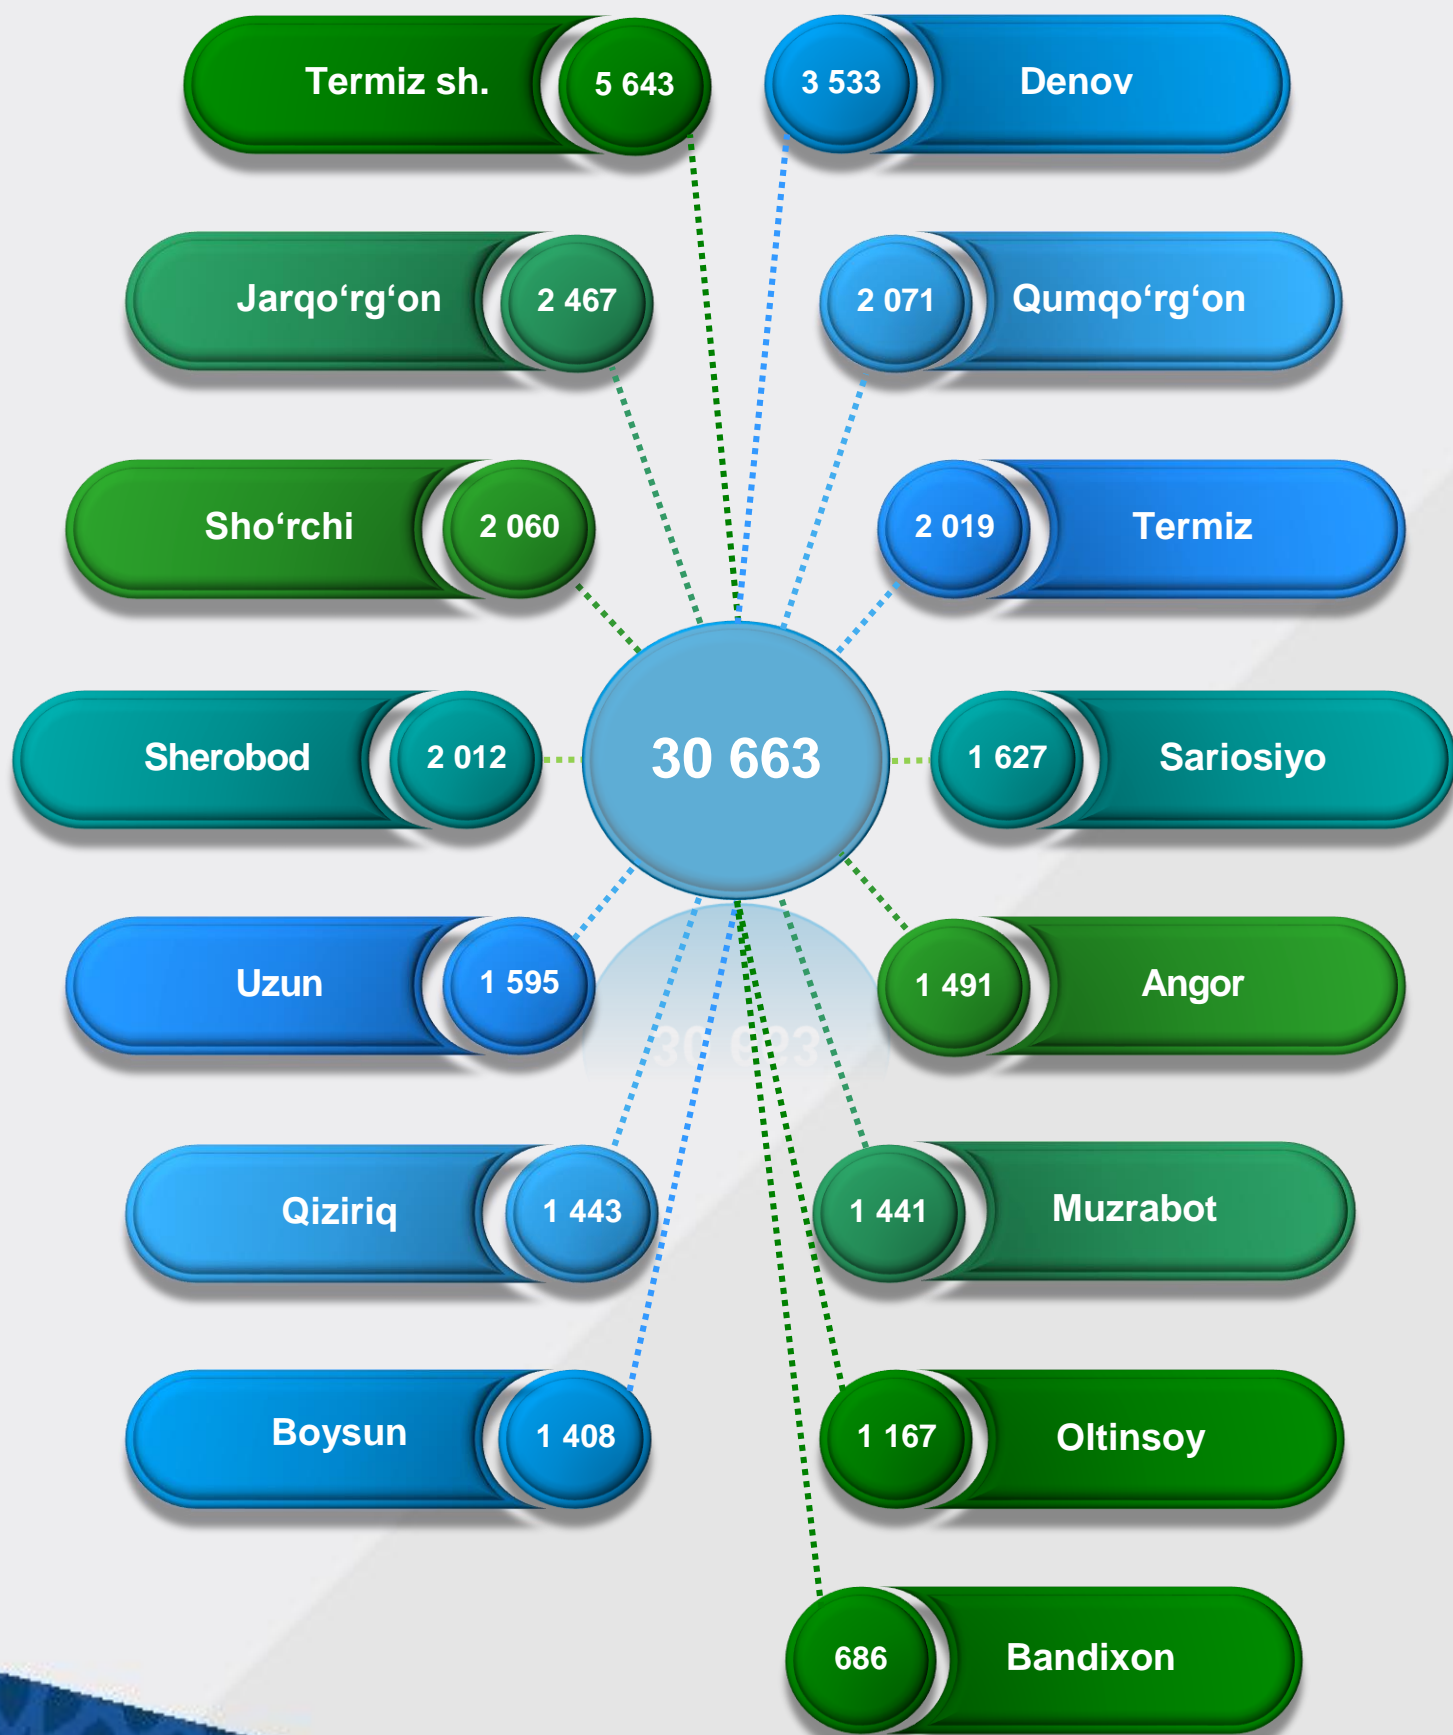 Termiz sh. 5 643
3 533 Denov
Jarqo‘rg‘on 2 467
2 071 Qumqo‘rg‘on
Sho‘rchi 2 060
2 019 Termiz
Sherobod 2 012
30 663
1 627 Sariosiyo
Uzun 1 595
1 491 Angor
Qiziriq 1 443
1 441 Muzrabot
Boysun 1 408
1 167 Oltinsoy
686 Bandixon